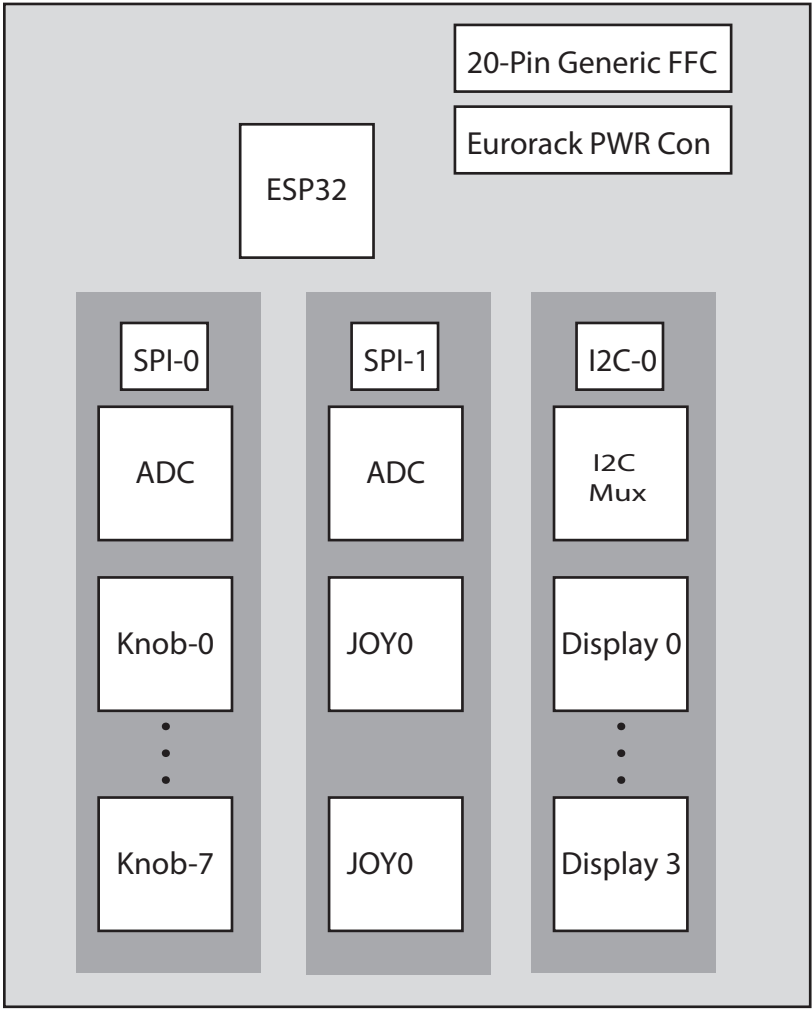 20-Pin Generic FFC
Eurorack PWR Con
ESP32
SPI-0
ADC
Knob-0
Knob-7
SPI-1
ADC
JOY0
JOY0
I2C-0
I2C
Mux
Display 0
Display 3